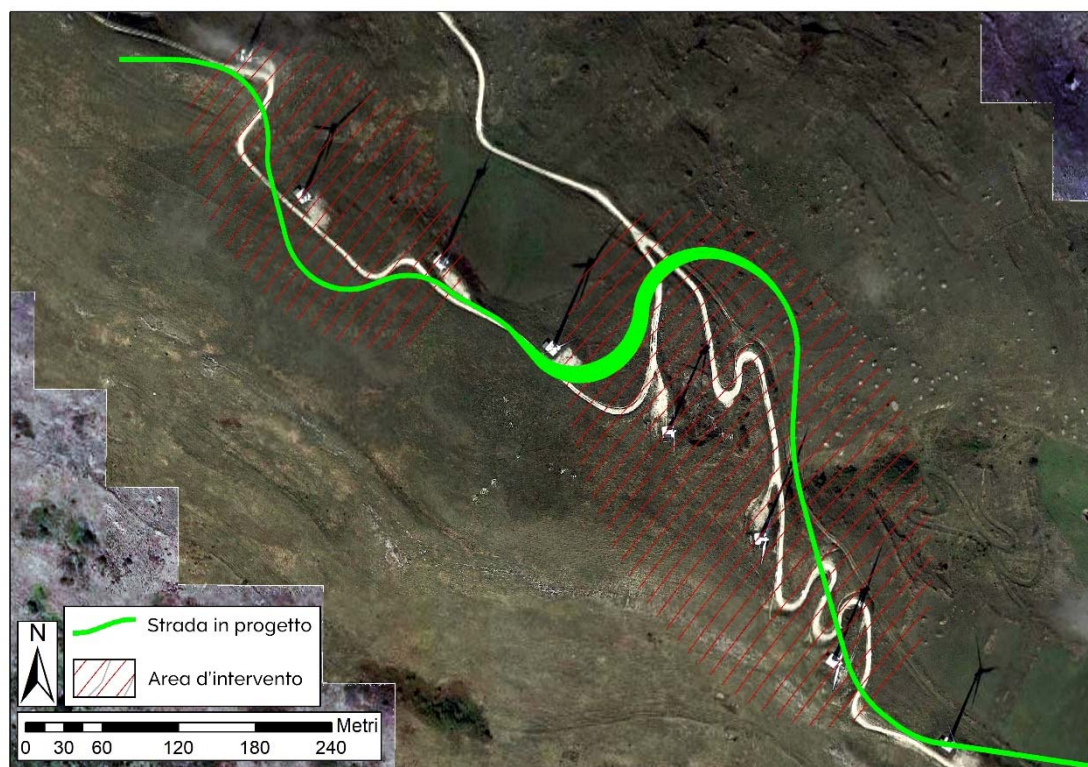 N
Strada in progetto
Area d'intervento
Metri
0 30 60 120 180 240